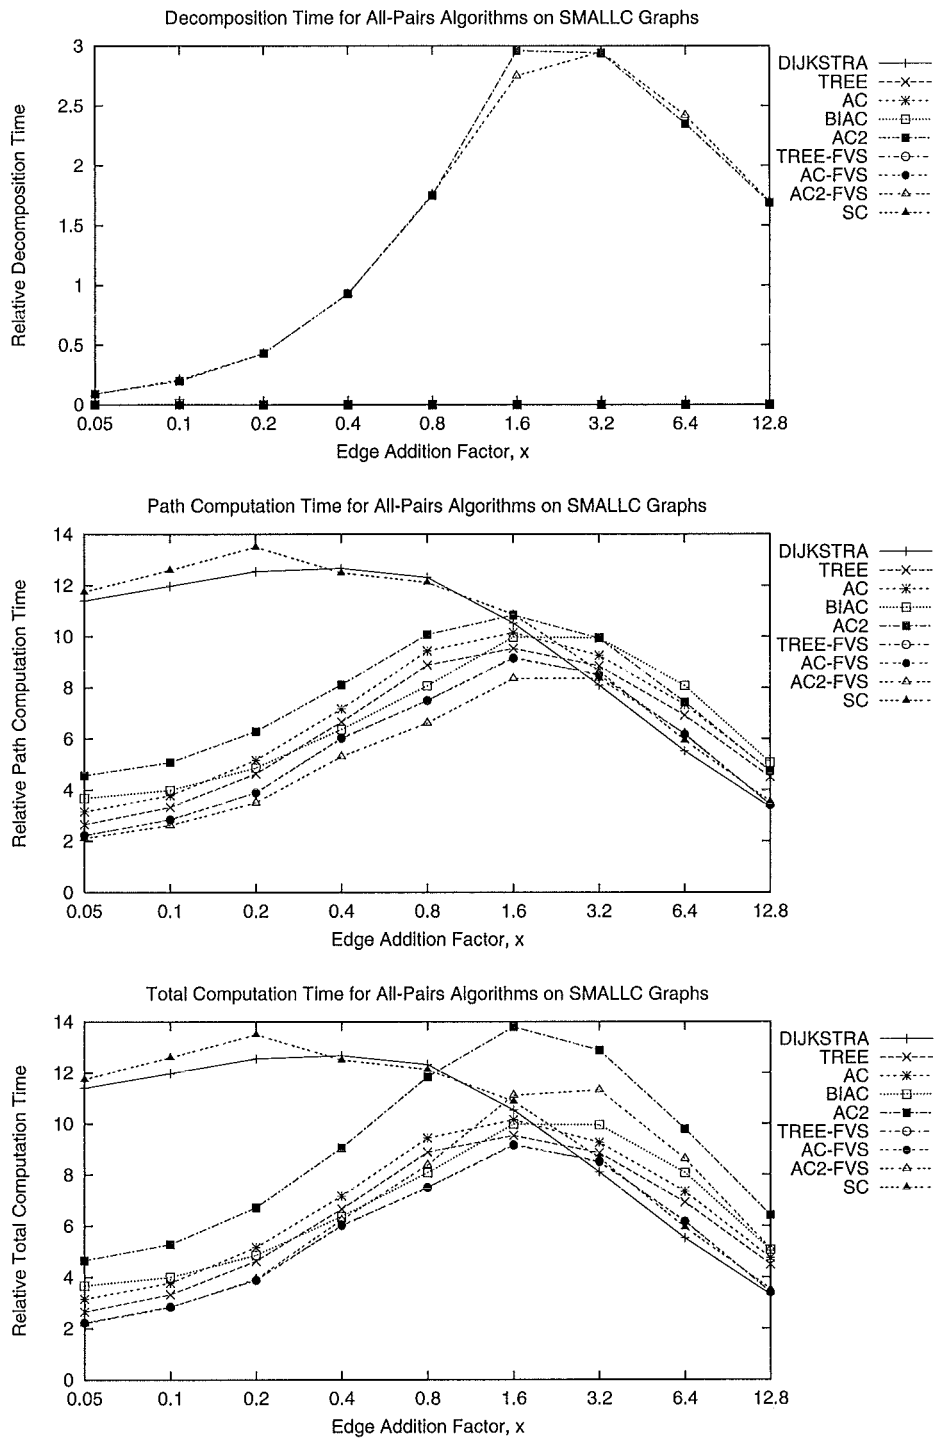 Decomposition Time for All-Pairs Algorithms on SMALLC Graphs
3
2.5
2
1.5
1
0.5
0
Relative Decomposition Time
0.05 0.1 0.2 0.4 0.8 1.6 3.2 6.4 12.8
Edge Addition Factor, x
DIJKSTRA
TREE
AC
BIAC
AC2
TREE-FVS
AC-FVS
AC2-FVS
SC
Path Computation Time for All-Pairs Algorithms on SMALLC Graphs
14
12
10
8
6
4
2
0
Relative Path Computation Time
0.05 0.1 0.2 0.4 0.8 1.6 3.2 6.4 12.8
Edge Addition Factor, x
DIJKSTRA
TREE
AC
BIAC
AC2
TREE-FVS
AC-FVS
AC2-FVS
SC
Total Computation Time for All-Pairs Algorithms on SMALLC Graphs
14
12
10
8
6
4
2
0
Relative Total Computation Time
0.05 0.1 0.2 0.4 0.8 1.6 3.2 6.4 12.8
Edge Addition Factor, x
DIJKSTRA
TREE
AC
BIAC
AC2
TREE-FVS
AC-FVS
AC2-FVS
SC